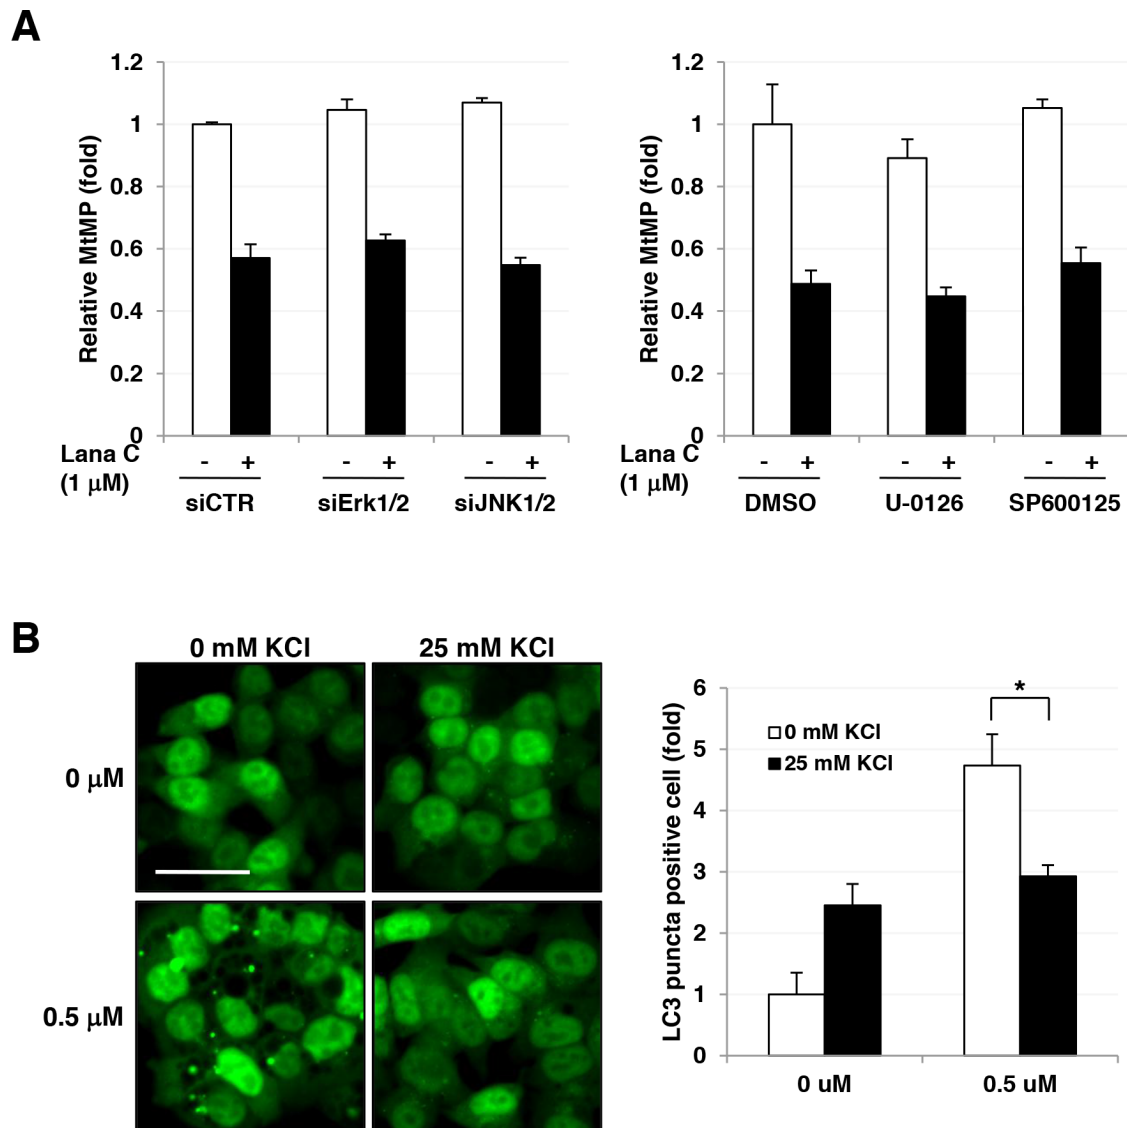 A
1.2
1
0.8
0.6
0.4
0.2
0
Relative MtMP (fold)
Lana C
(1 μM)
- + - + - +
siCTR siErk1/2 siJNK1/2
1.2
1
0.8
0.6
0.4
0.2
0
Relative MtMP (fold)
Lana C
(1 μM)
- + - + - +
DMSO U-0126 SP600125
B
0 mM KCl 25 mM KCl
0 μM
0.5 μM
6
5
4
3
2
1
0
LC3 puncta positive cell (fold)
*
0 mM KCl
25 mM KCl
0 uM 0.5 uM